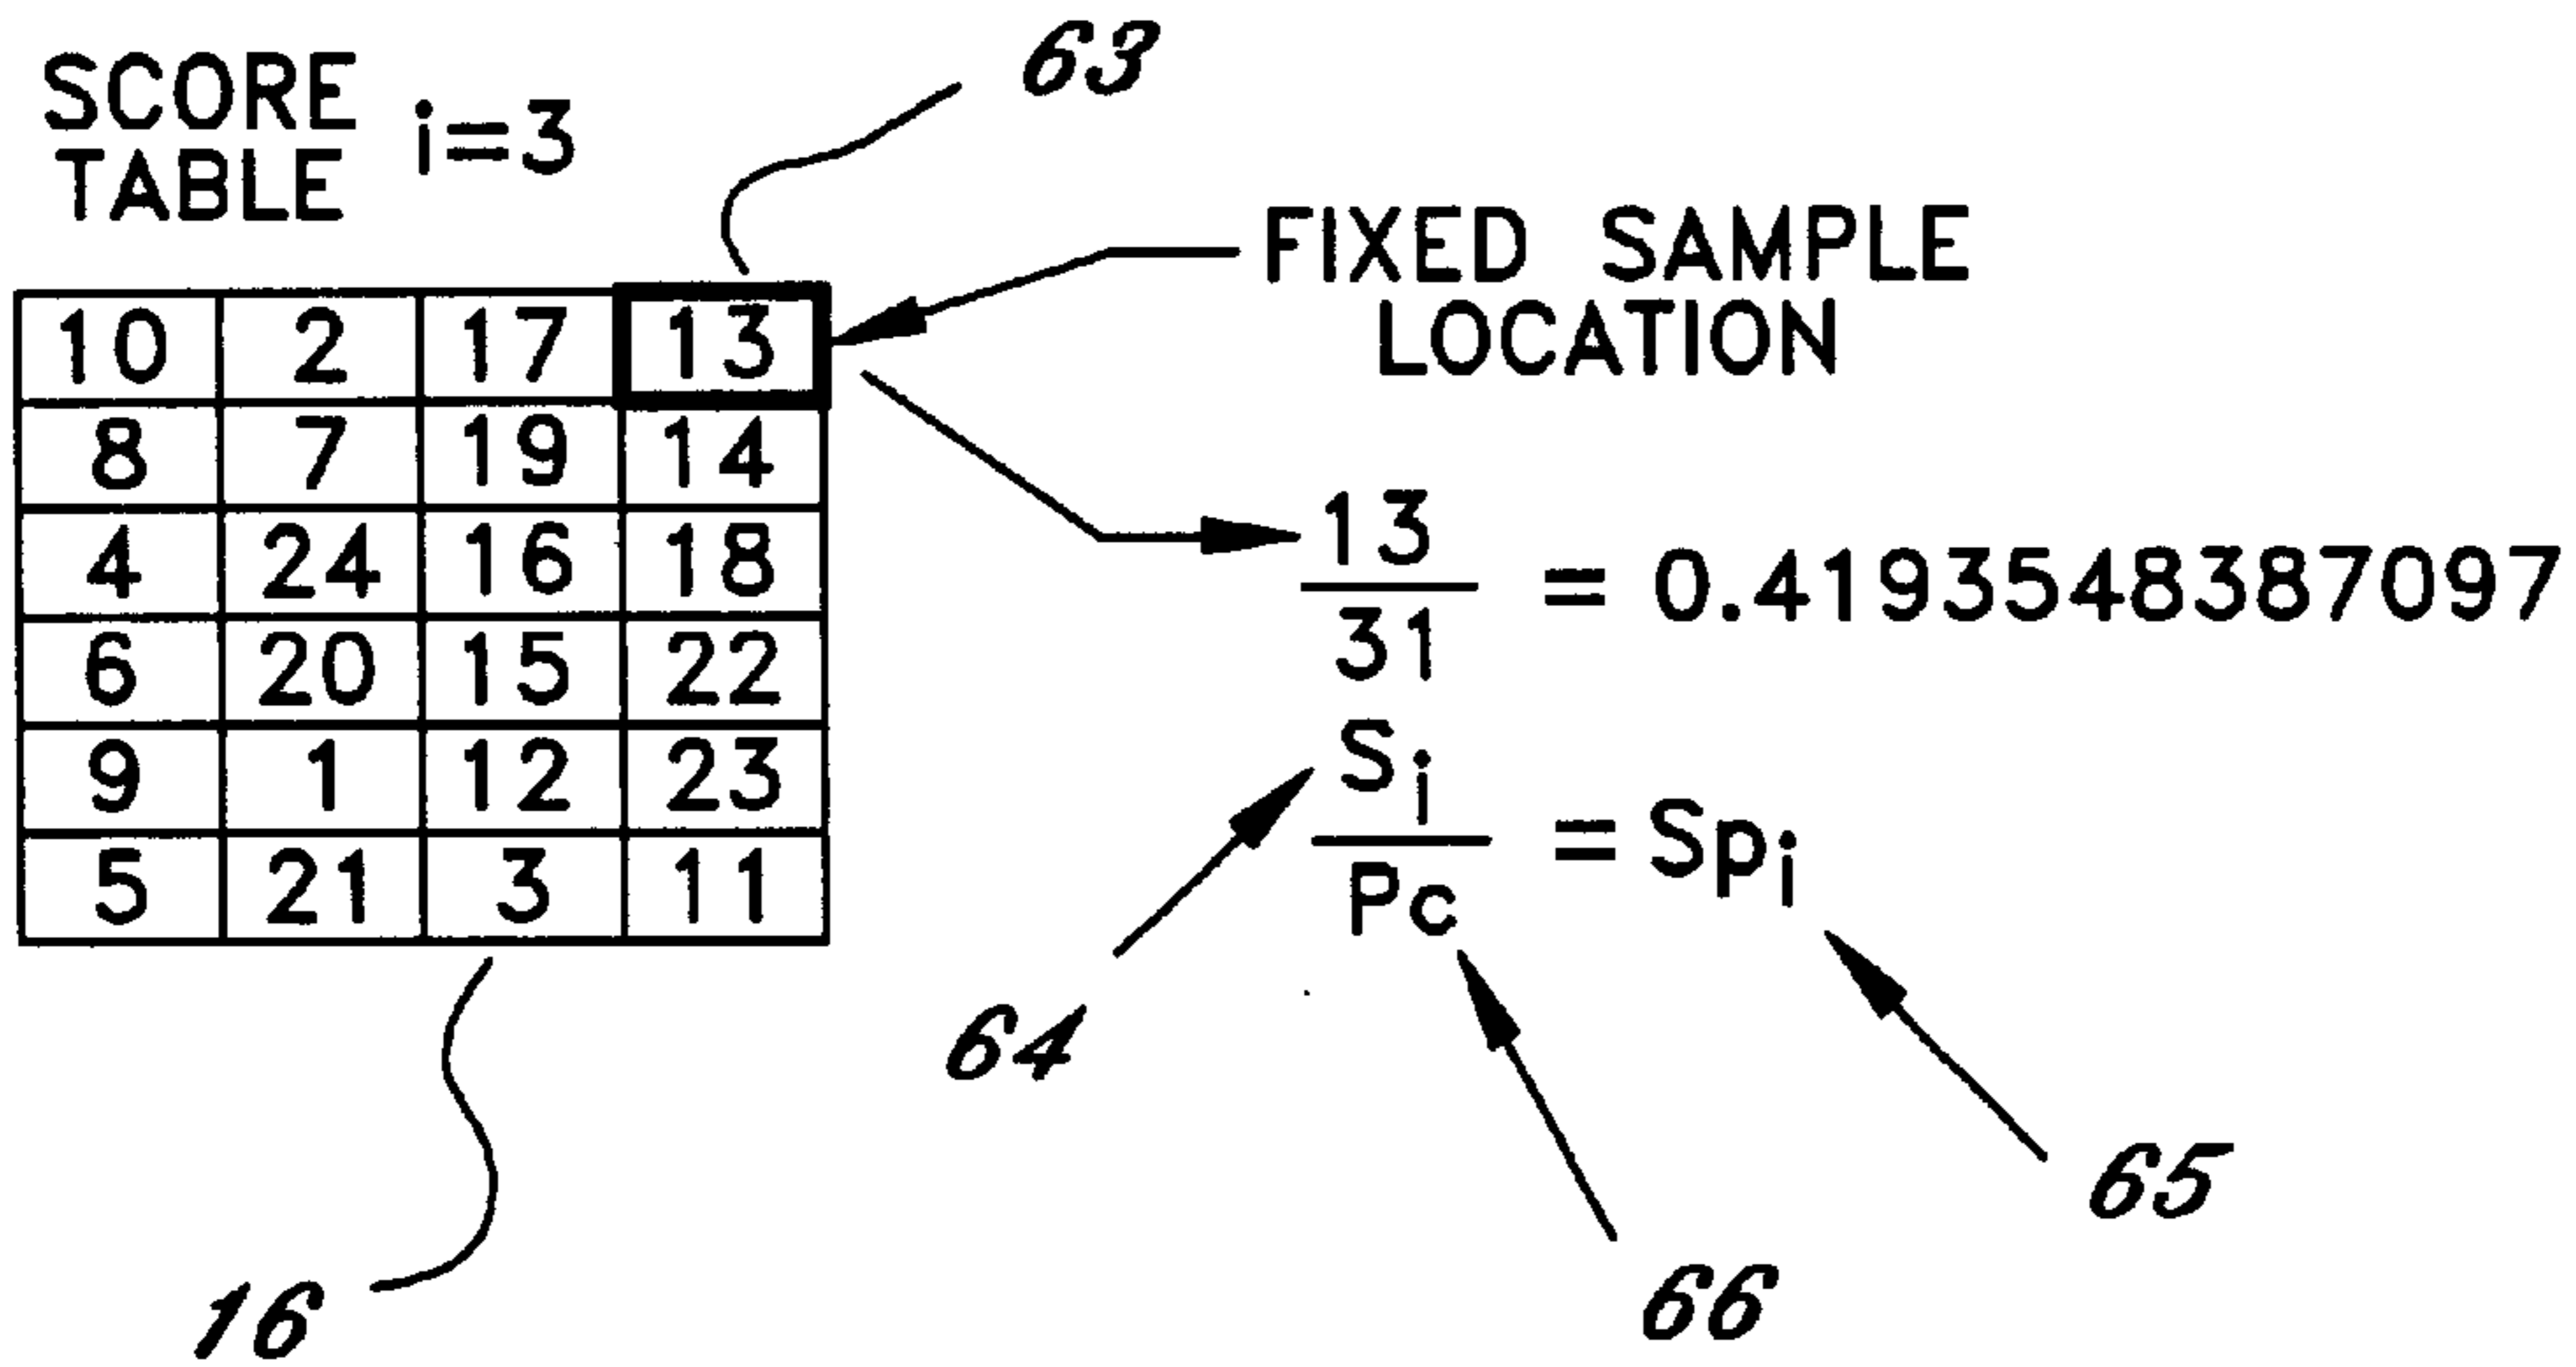 SCORE
TABLE i=3
63
FIXED SAMPLE
LOCATION
10 2 17 13
8 7 19 14
4 24 16 18
6 20 15 22
9 1 12 23
5 21 3 11
13
31
= 0.4193548387097
Si
Pc
= Spi
64
65
66
16